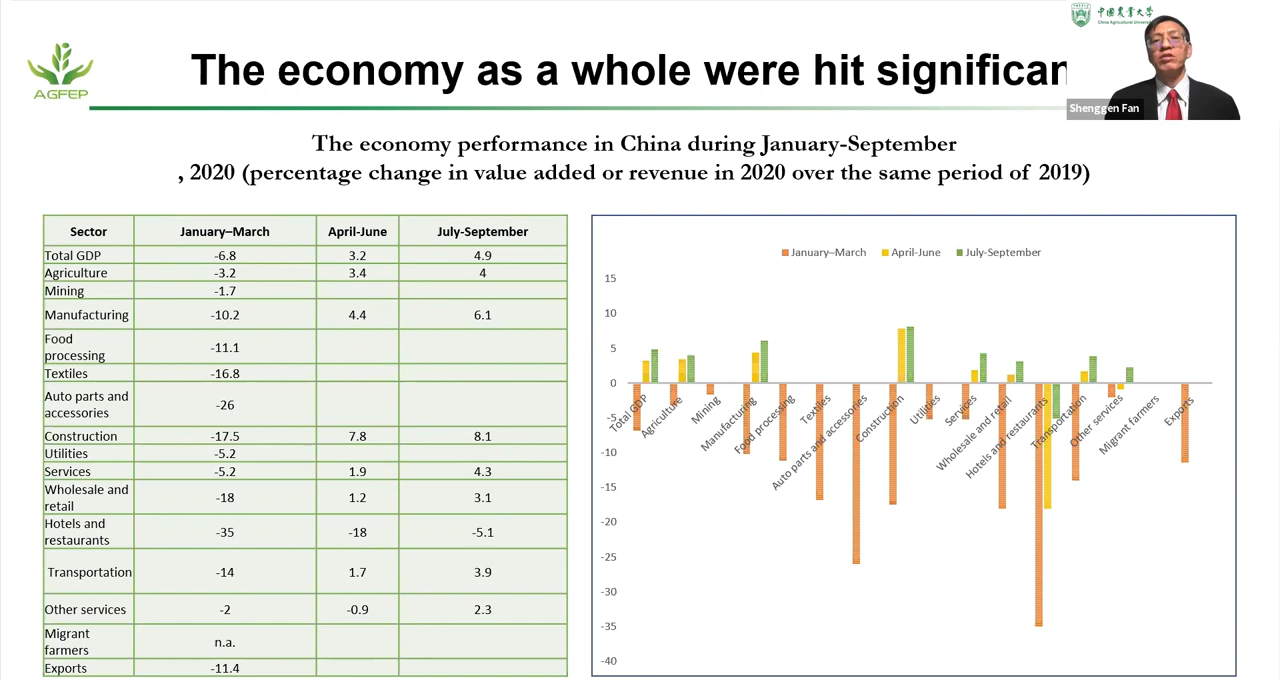 中国农业大学
China Agricultural Universit
AGFEP
The economy as a whole were hit significan
Shenggen Fan
The economy performance in China during January-September
, 2020 (percentage change in value added or revenue in 2020 over the same period of 2019)
Sector January–March April-June July-September
Total GDP -6.8 3.2 4.9
Agriculture -3.2 3.4 4
Mining -1.7
Manufacturing -10.2 4.4 6.1
Food
processing -11.1
Textiles -16.8
Auto parts and
accessories -26
Construction -17.5 7.8 8.1
Utilities -5.2
Services -5.2 1.9 4.3
Wholesale and
retail -18 1.2 3.1
Hotels and
restaurants -35 -18 -5.1
Transportation -14 1.7 3.9
Other services -2 -0.9 2.3
Migrant
farmers n.a.
Exports -11.4
January–March April-June July-September
15
10
5
0
-5
-10
-15
-20
-25
-30
-35
-40
Total GDP
Agriculture
Mining
Manufacturing
Food processing
Textiles
Auto parts and accessories
Construction
Utilities
Services
Wholesale and retail
Hotels and restaurants
Transportation
Other services
Migrant farmers
Exports